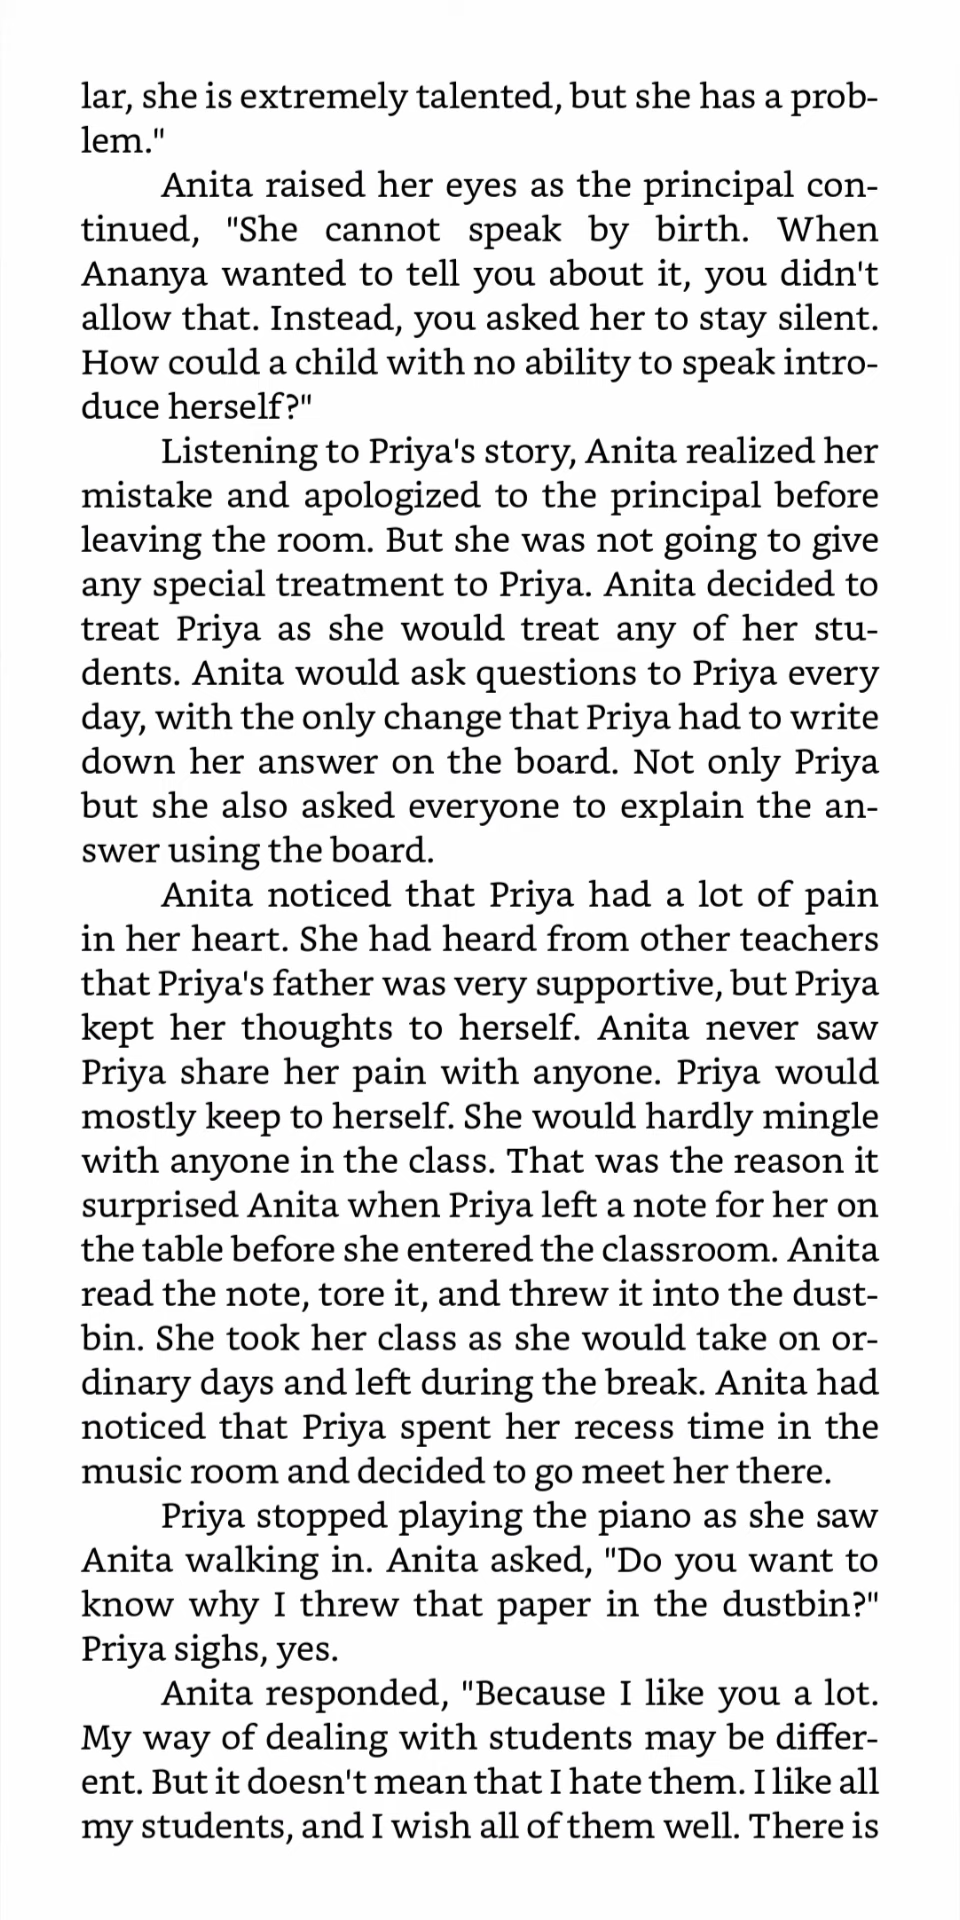 lar, she is extremely talented, but she has a prob-
lem."
Anita raised her eyes as the principal con-
tinued, "She cannot speak by birth. When
Ananya wanted to tell you about it, you didn't
allow that. Instead, you asked her to stay silent.
How could a child with no ability to speak intro-
duce herself?"
Listening to Priya's story, Anita realized her
mistake and apologized to the principal before
leaving the room. But she was not going to give
any special treatment to Priya. Anita decided to
treat Priya as she would treat any of her stu-
dents. Anita would ask questions to Priya every
day, with the only change that Priya had to write
down her answer on the board. Not only Priya
but she also asked everyone to explain the an-
swer using the board.
Anita noticed that Priya had a lot of pain
in her heart. She had heard from other teachers
that Priya's father was very supportive, but Priya
kept her thoughts to herself. Anita never saw
Priya share her pain with anyone. Priya would
mostly keep to herself. She would hardly mingle
with anyone in the class. That was the reason it
surprised Anita when Priya left a note for her on
the table before she entered the classroom. Anita
read the note, tore it, and threw it into the dust-
bin. She took her class as she would take on or-
dinary days and left during the break. Anita had
noticed that Priya spent her recess time in the
music room and decided to go meet her there.
Priya stopped playing the piano as she saw
Anita walking in. Anita asked, "Do you want to
know why I threw that paper in the dustbin?"
Priya sighs, yes.
Anita responded, "Because I like you a lot.
My way of dealing with students may be differ-
ent. But it doesn't mean that I hate them. I like all
my students, and I wish all of them well. There is